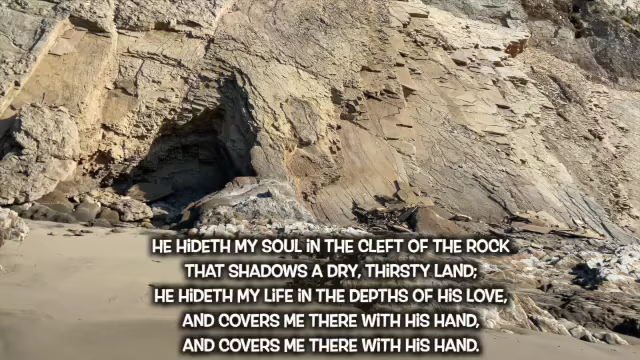 HE HiDETH MY SOUL iN THE CLEFT OF THE ROCK
THAT SHADOWS A DRY, THiRSTY LAND;
HE HiDETH MY LiFE iN THE DEPTHS OF HiS LOVE,
AND COVERS ME THERE WiTH HiS HAND,
AND COVERS ME THERE WiTH HiS HAND.